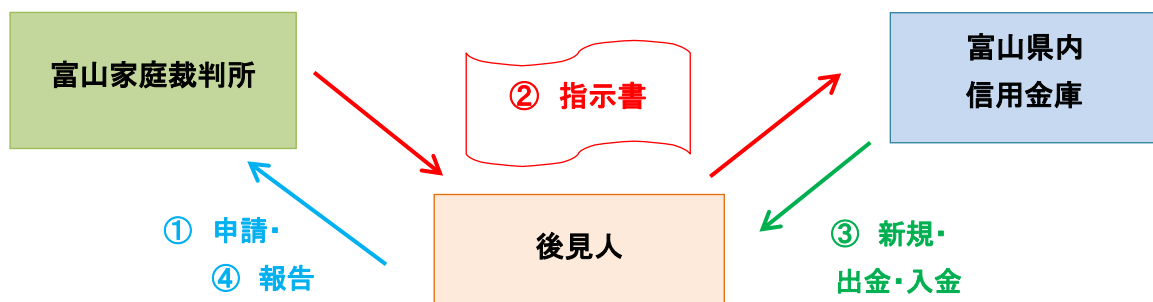 富山家庭裁判所
② 指示書
富山県内
信用金庫
① 申請・
④ 報告
後見人
③ 新規・
出金・入金